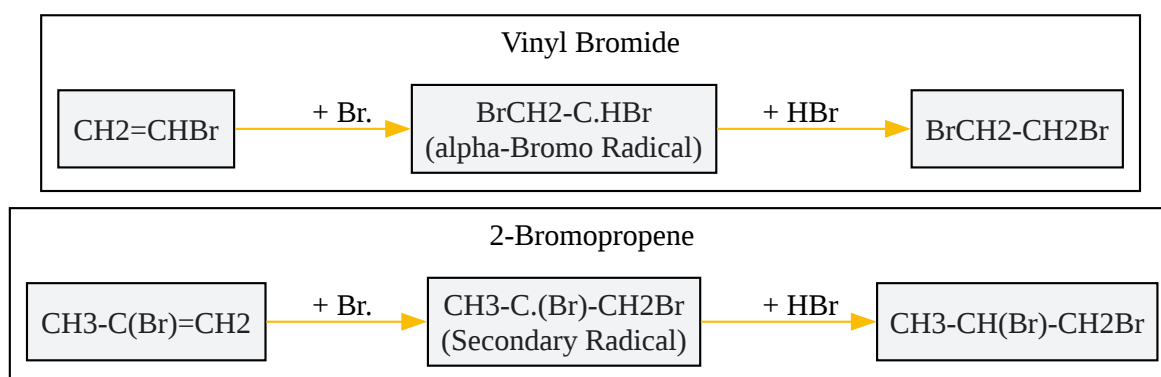 Vinyl Bromide
CH2=CHBr
+ Br.
BrCH2-C.HBr
(alpha-Bromo Radical)
+ HBr
BrCH2-CH2Br
2-Bromopropene
CH3-C(Br)=CH2
+ Br.
CH3-C.(Br)-CH2Br
(Secondary Radical)
+ HBr
CH3-CH(Br)-CH2Br